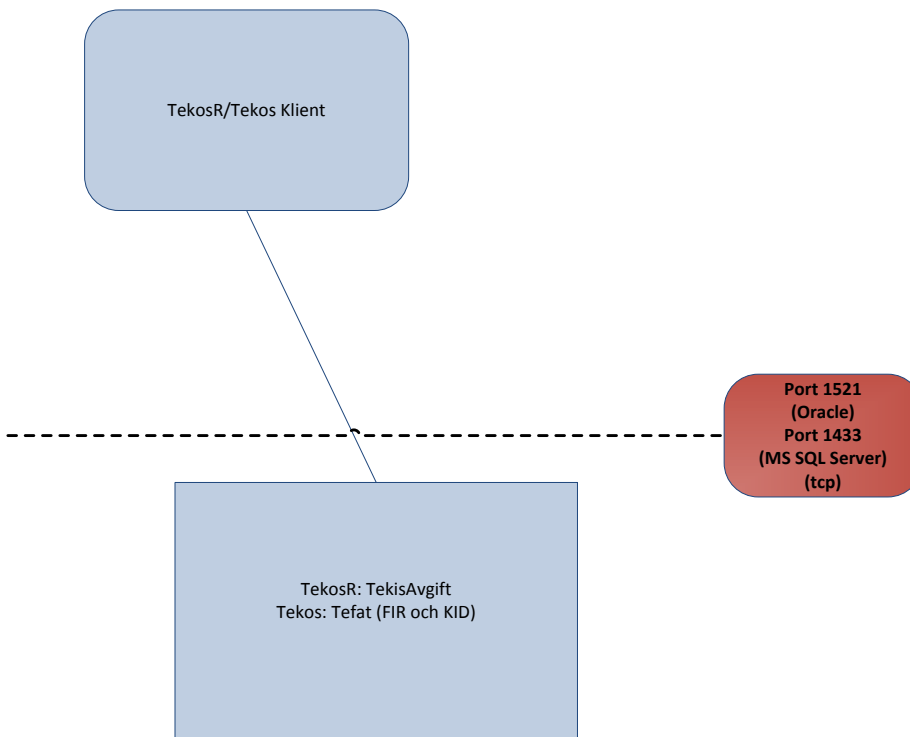 TekosR/Tekos Klient
Port 1521
(Oracle)
Port 1433
(MS SQL Server)
(tcp)
TekosR: TekisAvgift
Tekos: Tefat (FIR och KID)